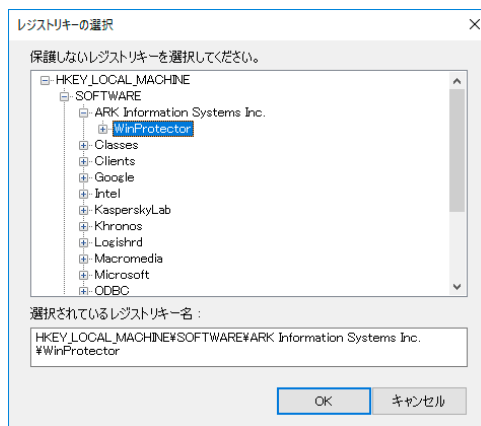 レジストリキーの選択
保護しないレジストリキーを選択してください。
HKEY_LOCAL_MACHINE
SOFTWARE
ARK Information Systems Inc.
WinProtector
Classes
Clients
Google
Intel
KasperskyLab
Khronos
Logishrd
Macromedia
Microsoft
ODBC
選択されているレジストリキー名：
HKEY_LOCAL_MACHINE¥SOFTWARE¥ARK Information Systems Inc.
¥WinProtector
OK
キャンセル